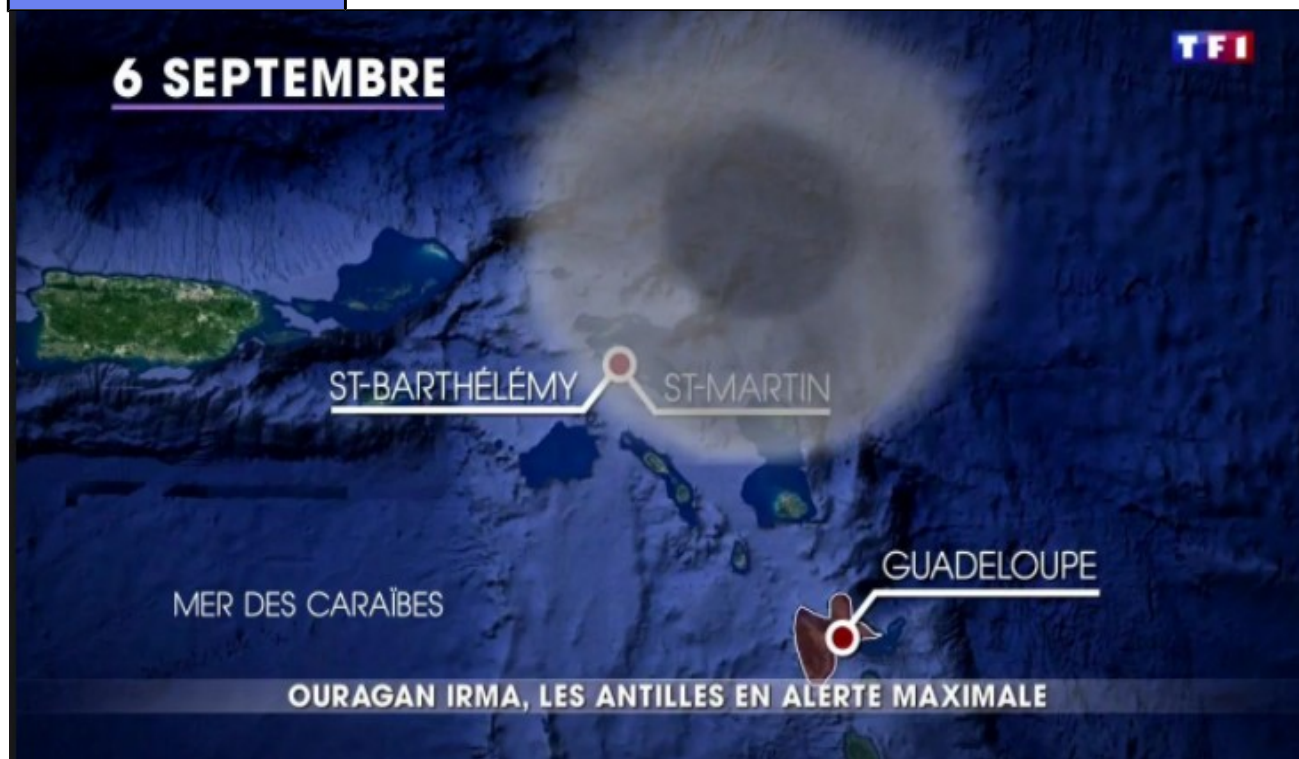 TF1
6 SEPTEMBRE
ST-BARTHÉLÉMY
ST-MARTIN
GUADELOUPE
MER DES CARAÏBES
OURAGAN IRMA, LES ANTILLES EN ALERTE MAXIMALE